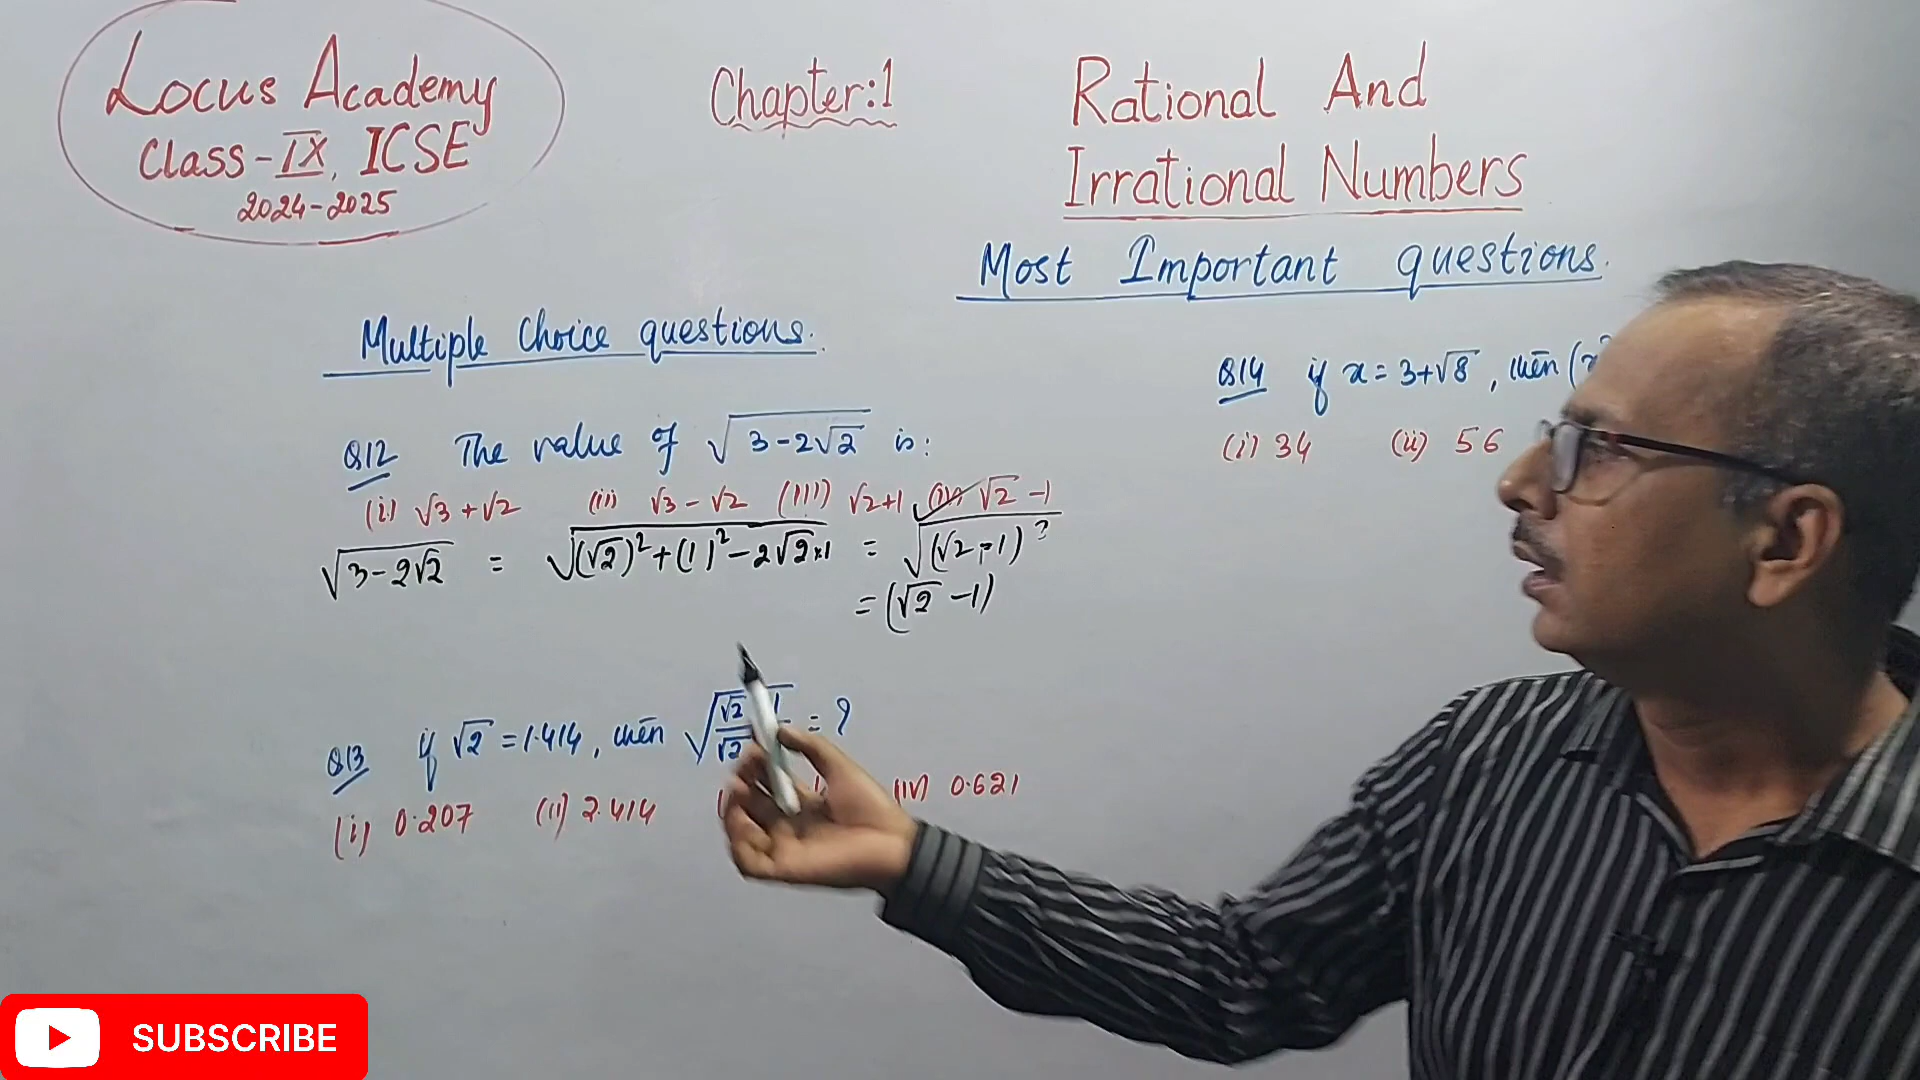 Locus Academy
Class-IX, ICSE
2024-2025
Chapter:1
Rational And
Irrational Numbers
Most Important questions.
Multiple Choice questions.
Q12 The value of √(3-2√2) is:
(i) √3+√2 (ii) √3-√2 (iii) √2+1 (iv) √2-1
√(3-2√2) = √((√2)²+(1)²-2√2×1) = √((√2-1)²
= (√2-1)
Q13 if √2=1.414, then √ √2 1 √2 = ?
(i) 0.207 (ii) 2.414 (iv) 0.621
Q14 if x=3+√8, then (x²
(i) 34 (ii) 56
SUBSCRIBE